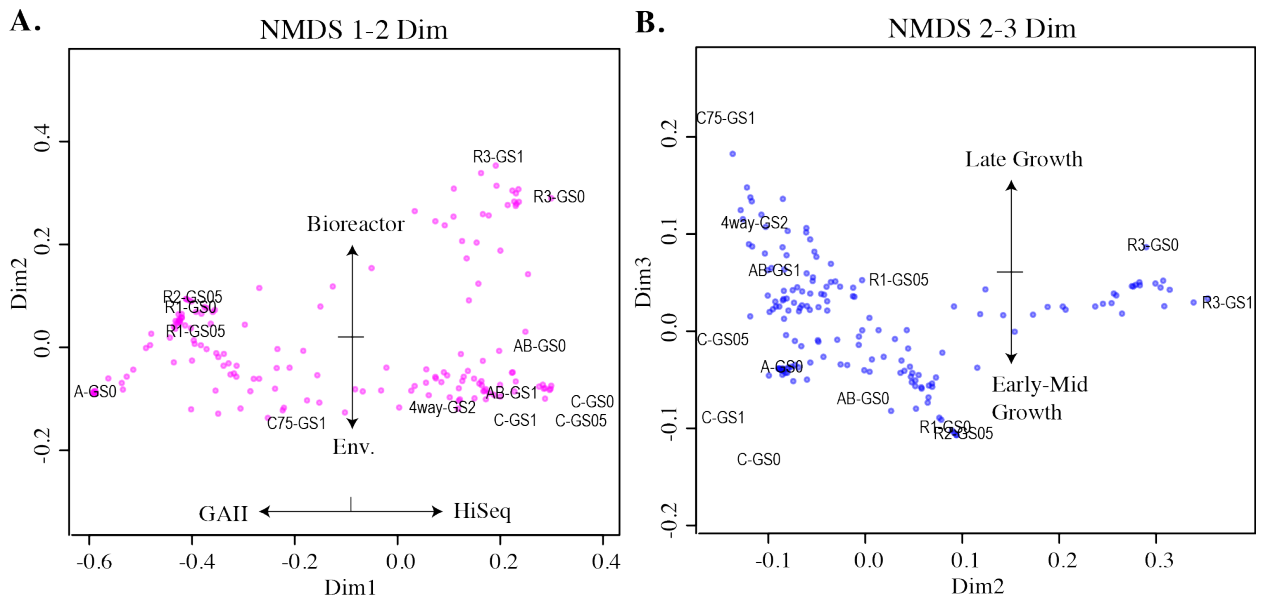 A.
NMDS 1-2 Dim
Dim2
0.4
0.2
0.0
-0.2
R3-GS1
R3-GS0
Bioreactor
R2-GS05
R1-GS0
R1-GS05
AB-GS0
A-GS0
AB-GS1
C-GS0
4way-GS2
C75-GS1
C-GS1
C-GS05
Env.
GAII
HiSeq
-0.6
-0.4
-0.2
0.0
0.2
0.4
Dim1
B.
NMDS 2-3 Dim
Dim3
0.2
0.1
0.0
-0.1
-0.2
C75-GS1
Late Growth
4way-GS2
R3-GS0
AB-GS1
R1-GS05
R3-GS1
C-GS05
A-GS0
Early-Mid
Growth
AB-GS0
C-GS1
R1-GS0
R2-GS05
C-GS0
-0.1
0.0
0.1
0.2
0.3
Dim2